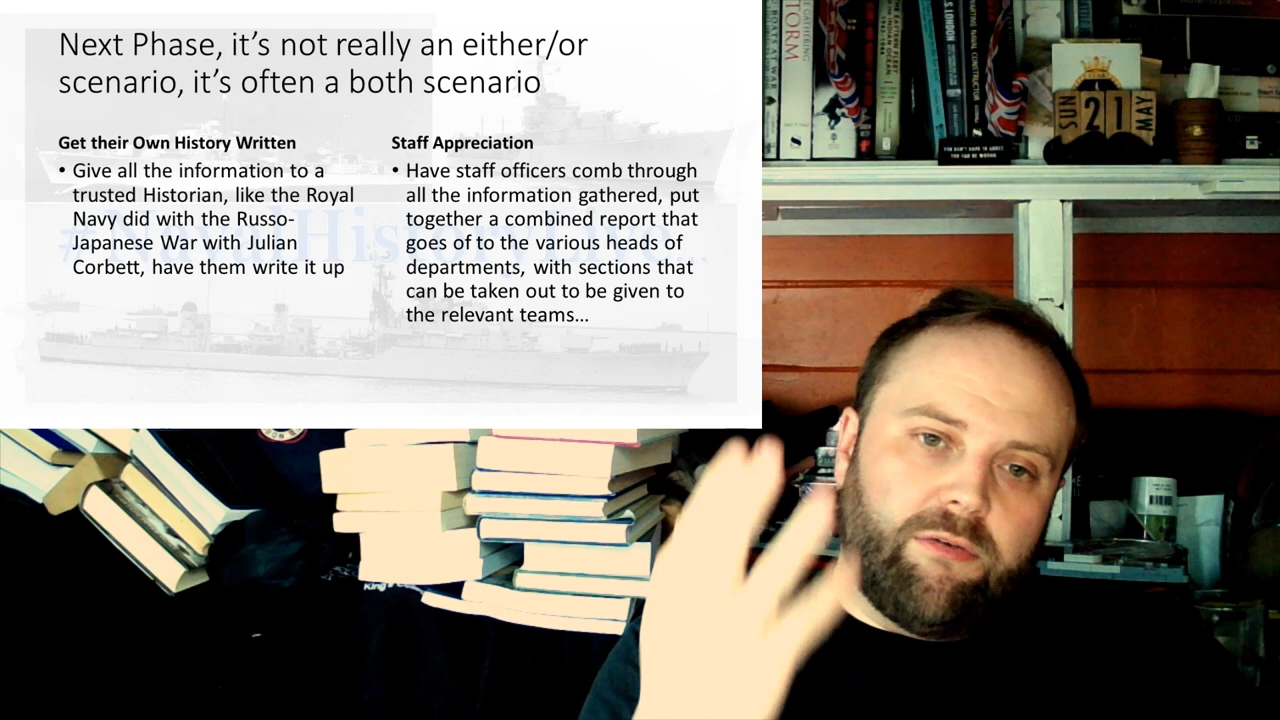 Next Phase, it's not really an either/or
scenario, it's often a both scenario
Get their Own History Written
• Give all the information to a
trusted Historian, like the Royal
Navy did with the Russo-
Japanese War with Julian
Corbett, have them write it up
Staff Appreciation
• Have staff officers comb through
all the information gathered, put
together a combined report that
goes of to the various heads of
departments, with sections that
can be taken out to be given to
the relevant teams...
#NavalHistoryLive...
STORM
SUN
21
MAY